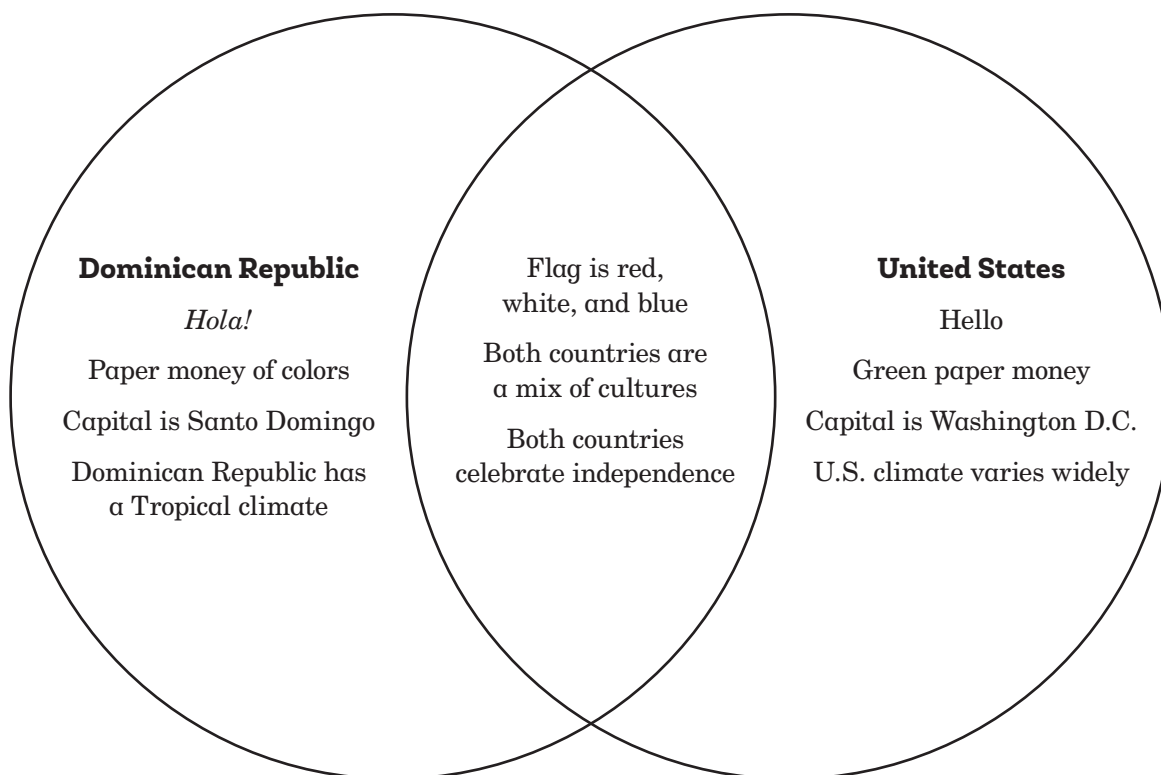 Dominican Republic
Hola!
Paper money of colors
Capital is Santo Domingo
Dominican Republic has
a Tropical climate
Flag is red,
white, and blue
Both countries are
a mix of cultures
Both countries
celebrate independence
United States
Hello
Green paper money
Capital is Washington D.C.
U.S. climate varies widely